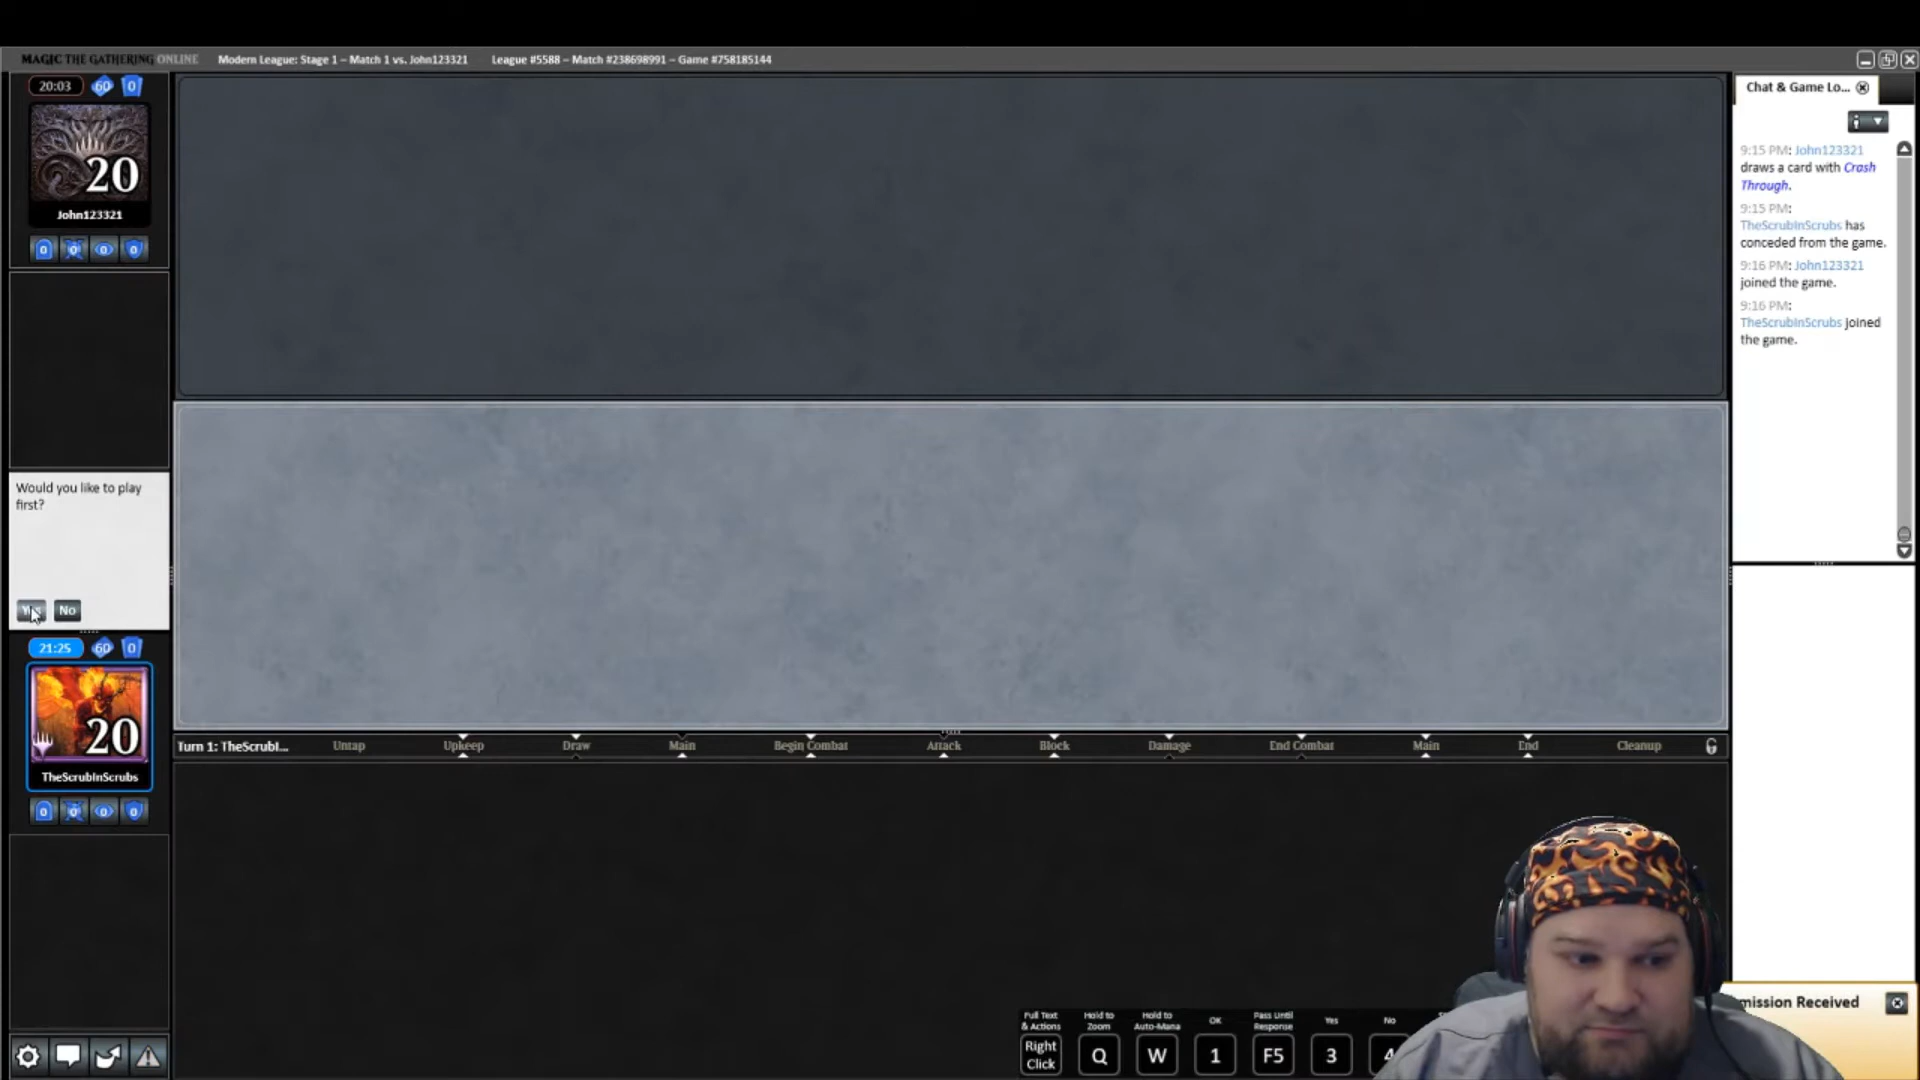 MAGIC THE GATHERING ONLINE
Modern League: Stage 1 – Match 1 vs. John123321
League #5588 – Match #238698991 – Game #758185144
20:03
60
0
20
John123321
0
0
0
0
Would you like to play
first?
Yes
No
21:25
60
0
20
TheScrubInScrubs
0
0
0
0
Turn 1: TheScrubI...
Untap
Upkeep
Draw
Main
Begin Combat
Attack
Block
Damage
End Combat
Main
End
Cleanup
Chat & Game Lo...
9:15 PM: John123321
draws a card with Crash
Through.
9:15 PM:
TheScrubInScrubs has
conceded from the game.
9:16 PM: John123321
joined the game.
9:16 PM:
TheScrubInScrubs joined
the game.
Full Text
& Actions
Right
Click
Hold to
Zoom
Q
Hold to
Auto-Mana
W
OK
1
Pass Until
Response
F5
Yes
3
No
4
mission Received